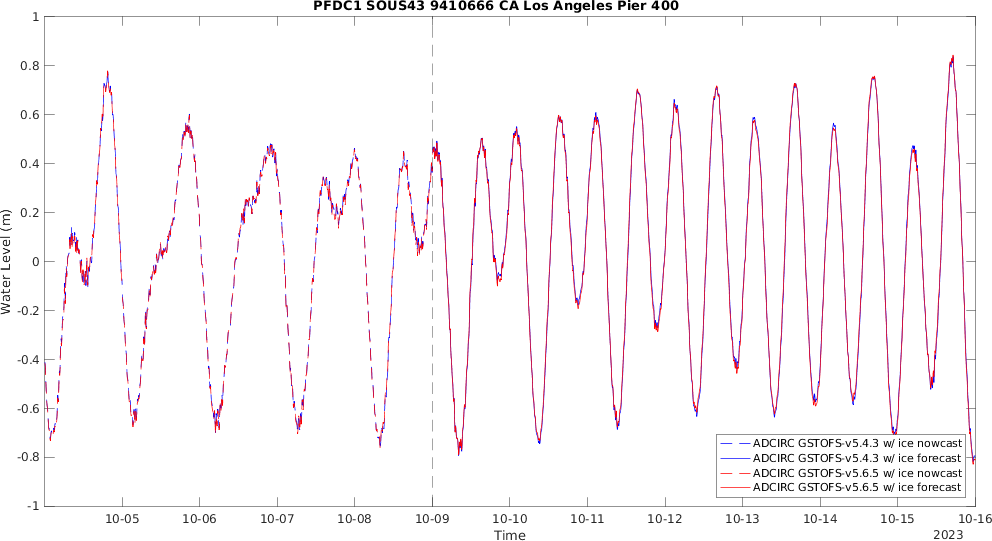 PFDC1 SOUS43 9410666 CA Los Angeles Pier 400
1
0.8
0.6
0.4
0.2
0
-0.2
-0.4
-0.6
-0.8
-1
Water Level (m)
10-05 10-06 10-07 10-08 10-09 10-10 10-11 10-12 10-13 10-14 10-15 10-16
Time
2023
ADCIRC GSTOFS-v5.4.3 w/ ice nowcast
ADCIRC GSTOFS-v5.4.3 w/ ice forecast
ADCIRC GSTOFS-v5.6.5 w/ ice nowcast
ADCIRC GSTOFS-v5.6.5 w/ ice forecast